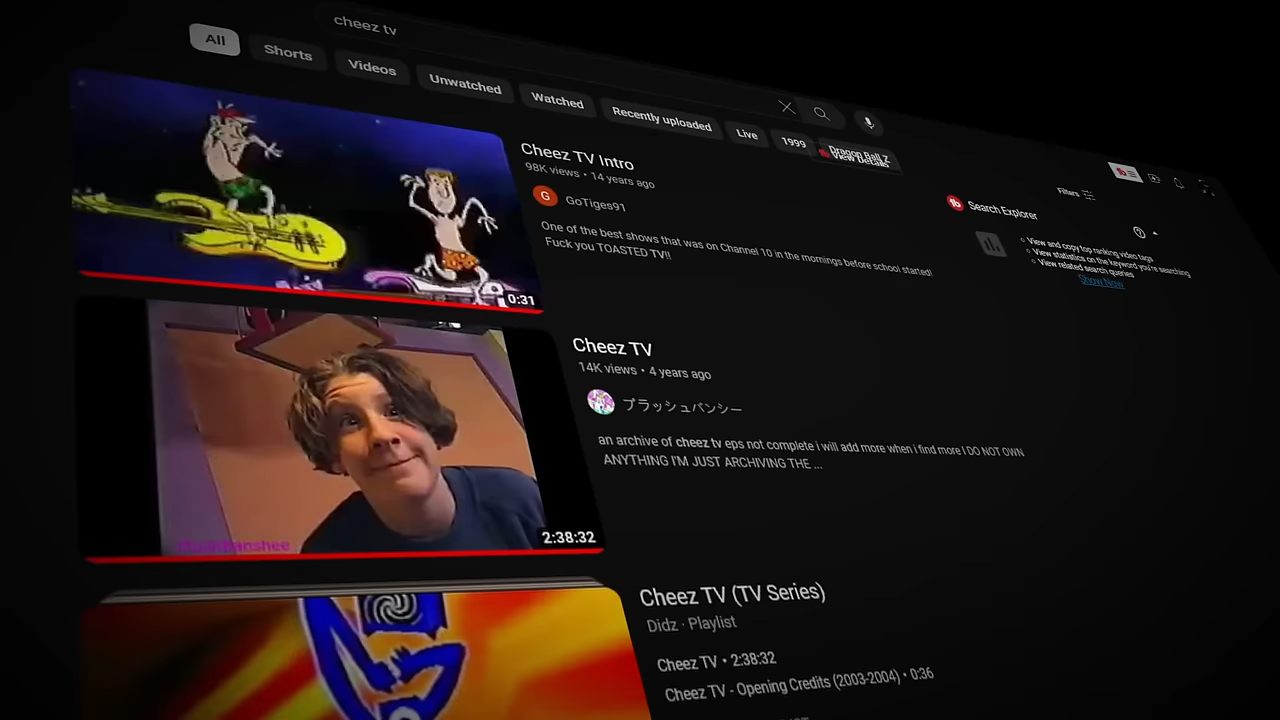 cheez tv
All
Shorts
Videos
Unwatched
Watched
Recently uploaded
Live
1999
Dragon Ball Z
View Details
Filters
Cheez TV Intro
98K views • 14 years ago
G GoTiges91
One of the best shows that was on Channel 10 in the mornings before school started!
Fuck you TOASTED TV!!
0:31
Search Explorer
View and copy top ranking video tags
View statistics on the keyword you're searching
View related search queries
Show Now
Cheez TV
14K views • 4 years ago
プラッシュバンシー
an archive of cheez tv eps not complete i will add more when i find more I DO NOT OWN
ANYTHING I'M JUST ARCHIVING THE ...
2:38:32
Cheez TV (TV Series)
Didz · Playlist
Cheez TV • 2:38:32
Cheez TV - Opening Credits (2003-2004) • 0:36